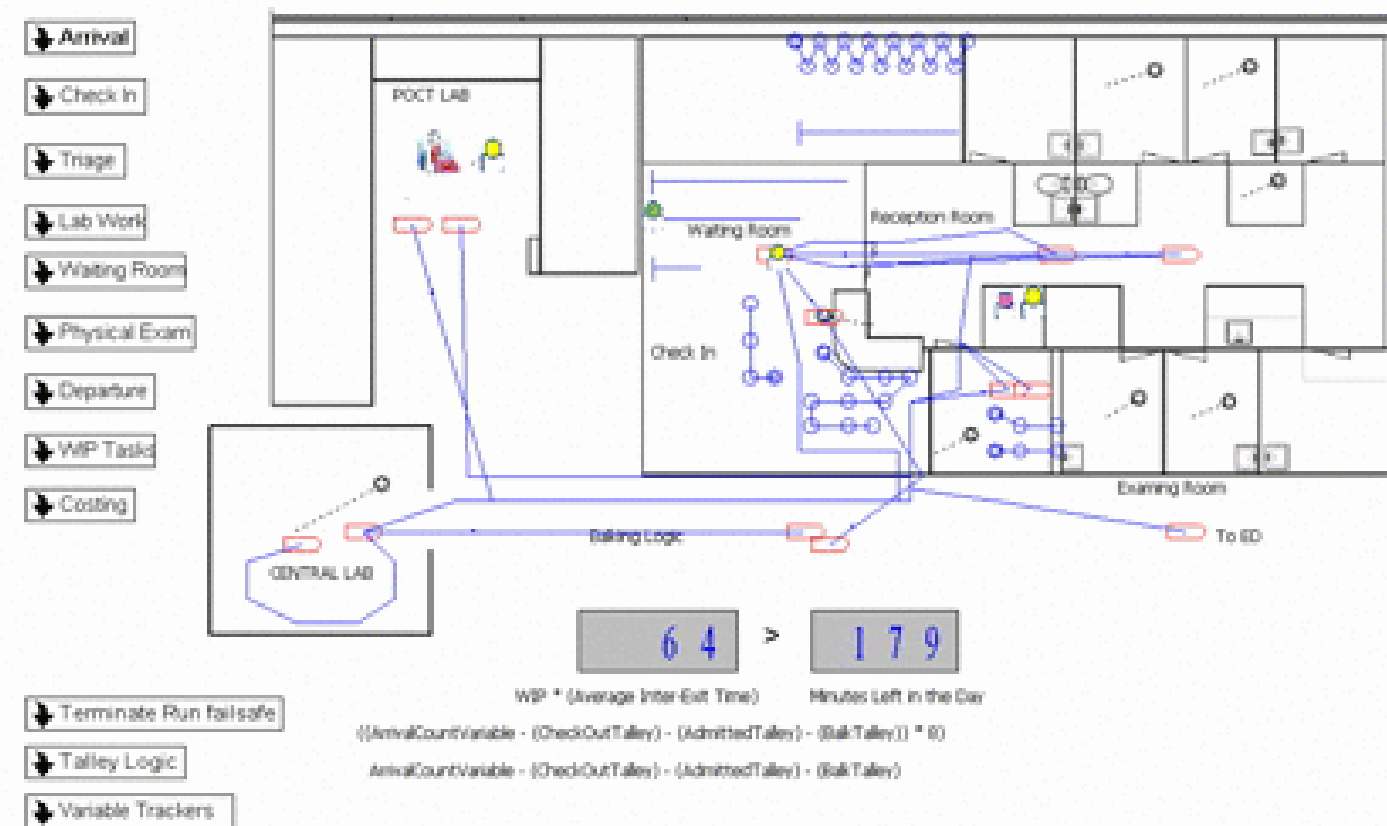 Arrival
Check In
Triage
Lab Work
Waiting Room
Physical Exam
Departure
WIP Tasks
Costing
POCT LAB
Waiting Room
Reception Room
Check In
Examing Room
Balking Logic
To ED
CENTRAL LAB
64 > 179
WIP * (Average Inter-Exit Time)
Minutes Left in the Day
((ArrivalCountVariable - (CheckOutTalley) - (AdmittedTalley) - (BalkTalley)) * 8)
ArrivalCountVariable - (CheckOutTalley) - (AdmittedTalley) - (BalkTalley)
Terminate Run failsafe
Talley Logic
Variable Trackers